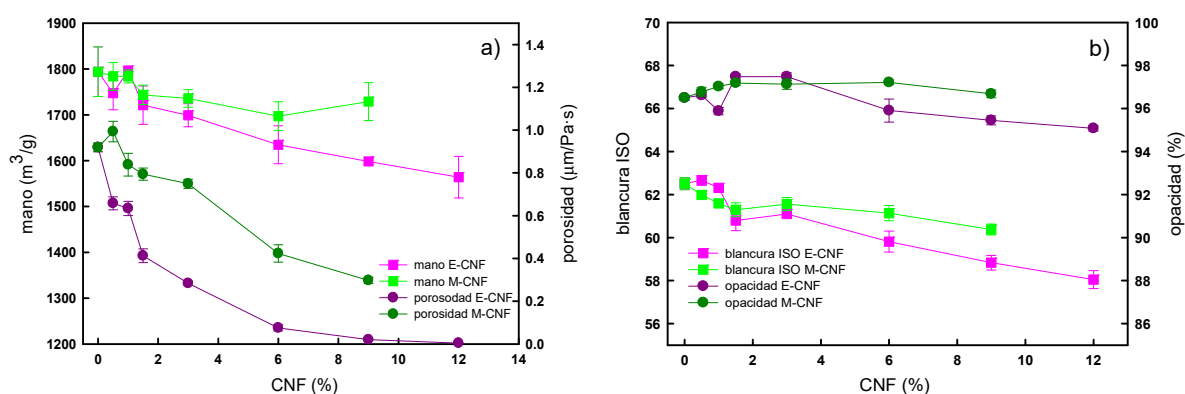 a)
mano (m³/g)
1900
1800
1700
1600
1500
1400
1300
1200
1.4
1.2
1.0
0.8
0.6
0.4
0.2
0.0
porosidad (µm/Pa·s)
mano E-CNF
mano M-CNF
porosodad E-CNF
porosidad M-CNF
0 2 4 6 8 10 12 14
CNF (%)
b)
blancura ISO
70
68
66
64
62
60
58
56
100
98
96
94
92
90
88
86
opacidad (%)
blancura ISO E-CNF
blancura ISO M-CNF
opacidad E-CNF
opacidad M-CNF
0 2 4 6 8 10 12
CNF (%)